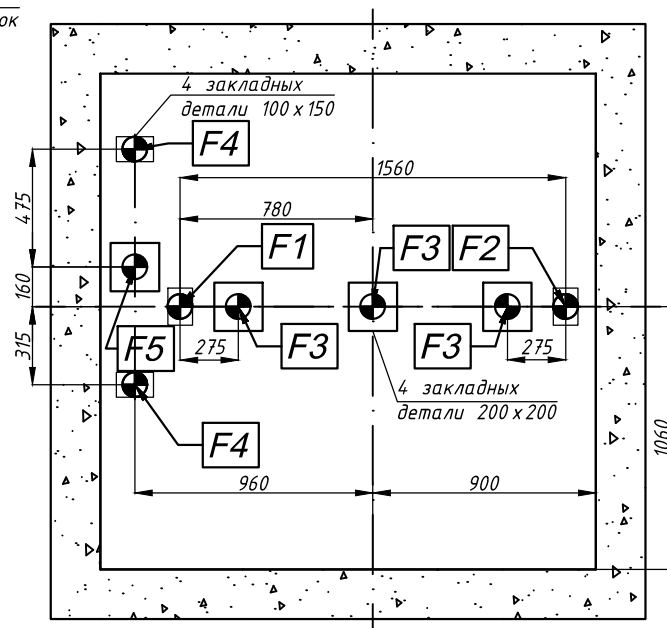 ок
4 закладных
детали 100 x 150
F4
1560
475
780
F1
F3
F2
160
F5
275
F3
F3
275
315
4 закладных
детали 200 x 200
F4
1060
960
900